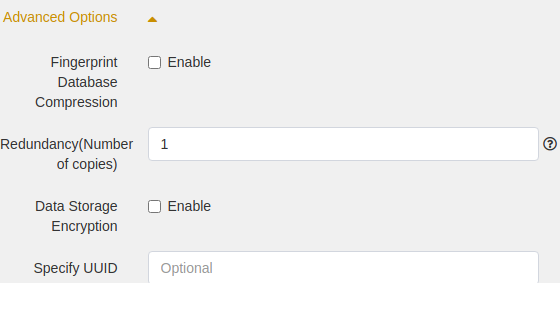 Advanced Options
Fingerprint Enable
Database
Compression
Redundancy(Number 1
of copies)
Data Storage Enable
Encryption
Specify UUID Optional